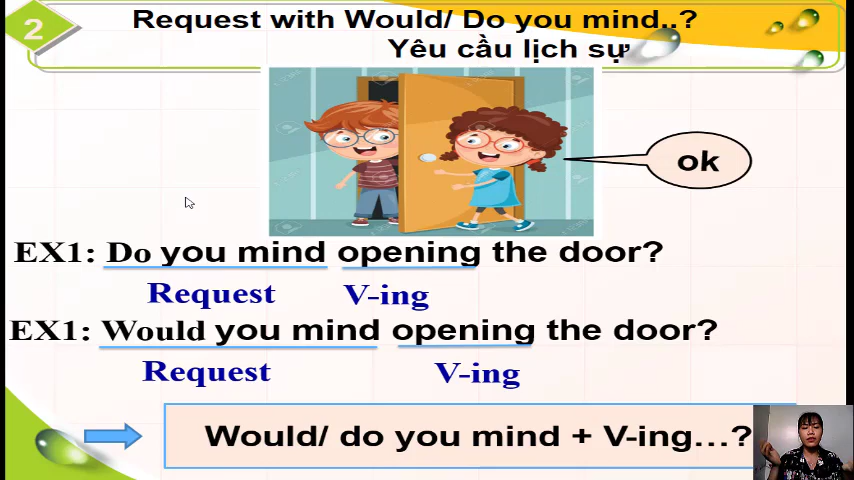 2
Request with Would/ Do you mind..?
Yêu cầu lịch sự
ok
EX1: Do you mind opening the door?
Request V-ing
EX1: Would you mind opening the door?
Request V-ing
Would/ do you mind + V-ing...?